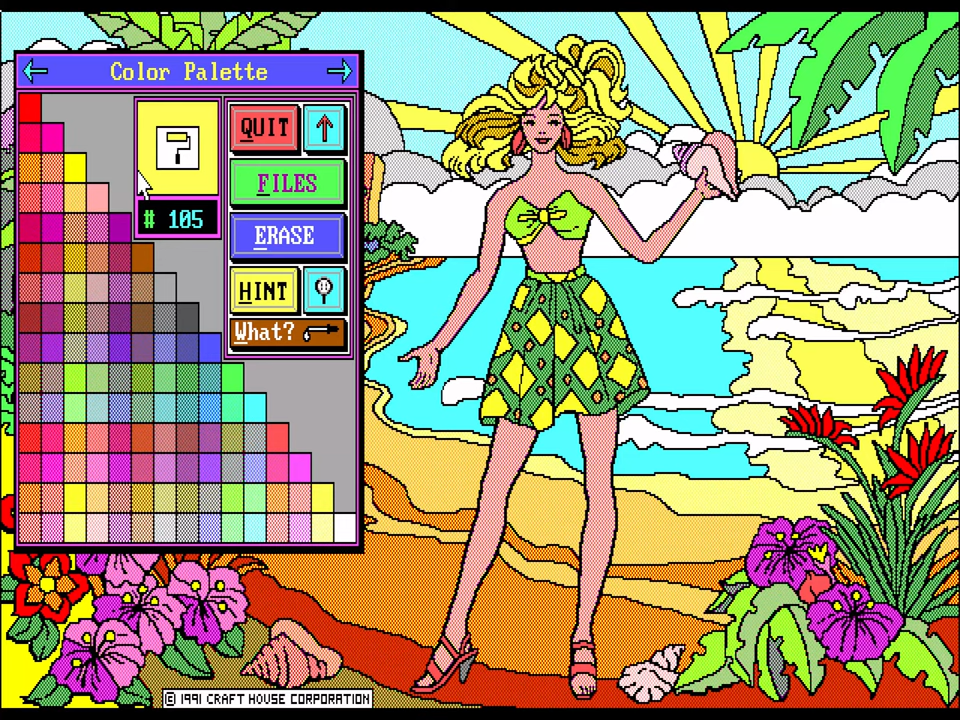 Color Palette
QUIT
FILES
# 105
ERASE
HINT
What?
© 1991 CRAFT HOUSE CORPORATION